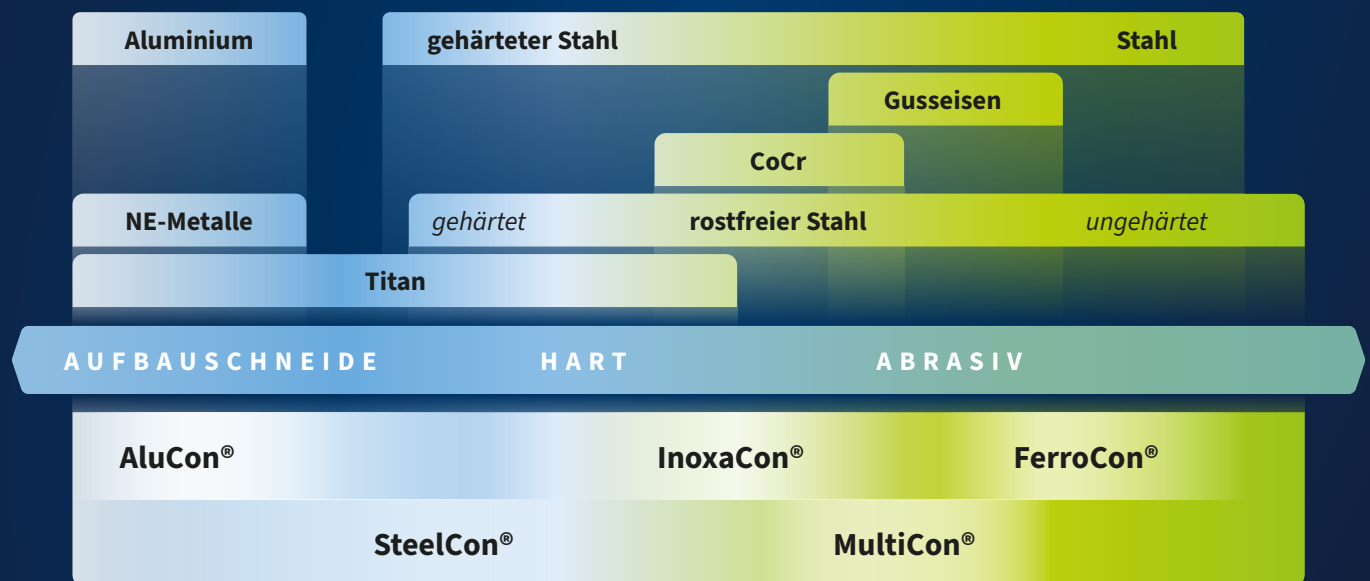 Aluminium gehärteter Stahl Stahl
Gusseisen
CoCr
NE-Metalle gehärtet rostfreier Stahl ungehärtet
Titan
AUFBAUSCHNEIDE HART ABRASIV
AluCon® InoxaCon® FerroCon®
SteelCon® MultiCon®